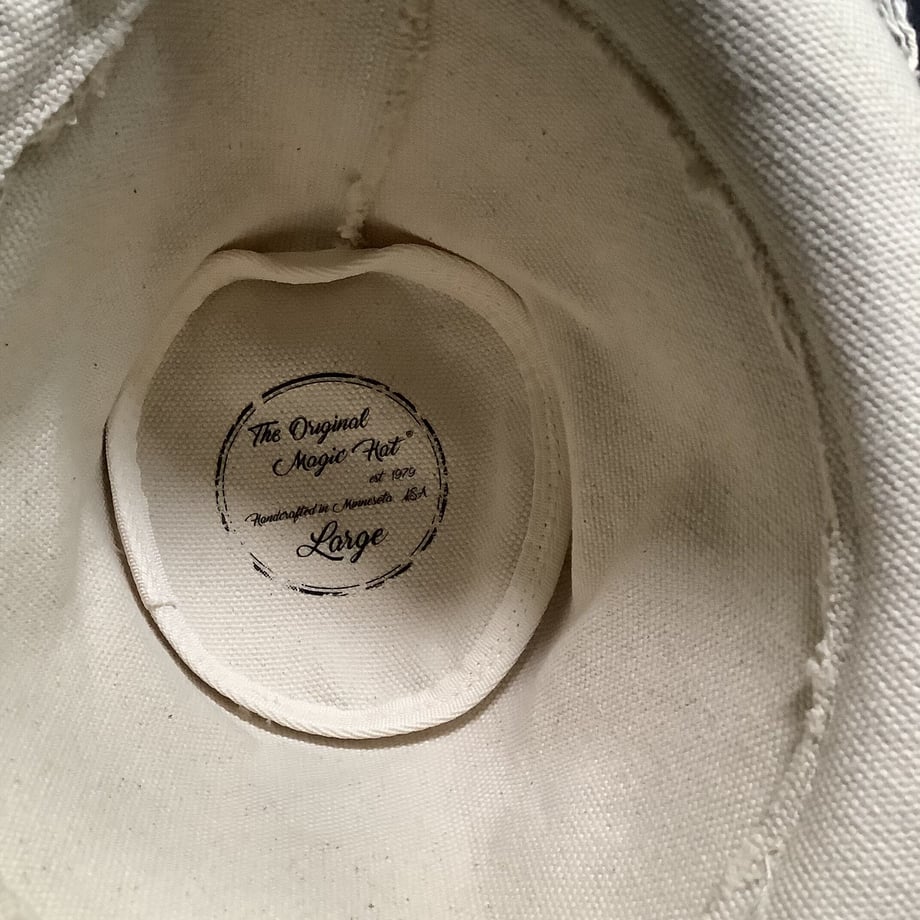 The Original
Magic Hat®
est 1979
Handcrafted in Minnesota USA
Large